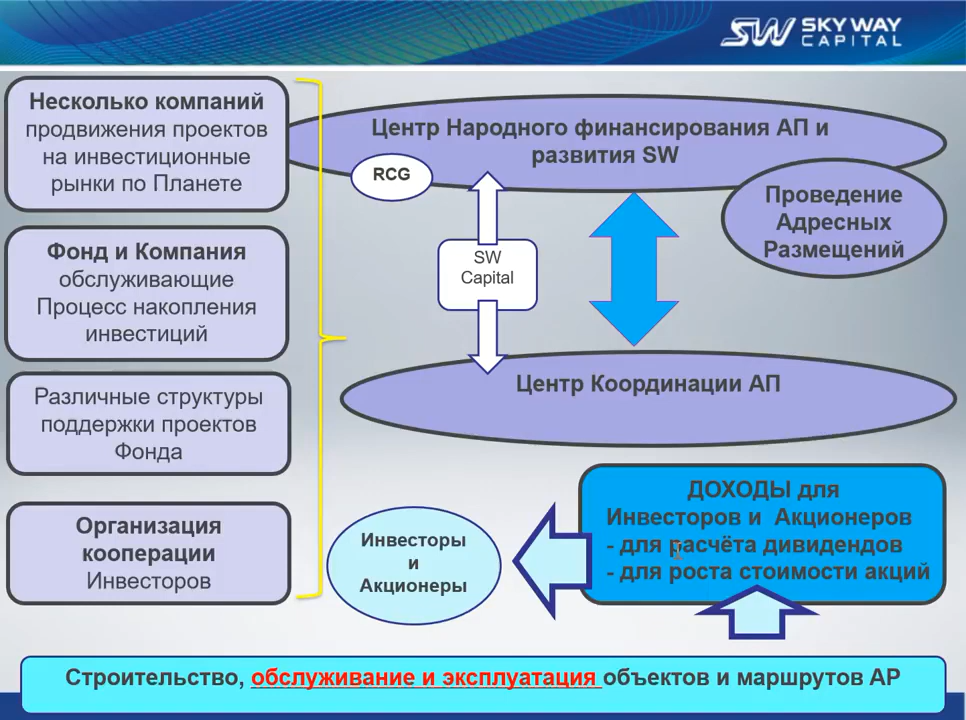 SW SKY WAY
CAPITAL
Несколько компаний
продвижения проектов
на инвестиционные
рынки по Планете
Фонд и Компания
обслуживающие
Процесс накопления
инвестиций
Различные структуры
поддержки проектов
Фонда
Организация
кооперации
Инвесторов
Центр Народного финансирования АП и
развития SW
RCG
Проведение
Адресных
Размещений
SW
Capital
Центр Координации АП
ДОХОДЫ для
Инвесторов и Акционеров
- для расчёта дивидендов
- для роста стоимости акций
Инвесторы
и
Акционеры
Строительство, обслуживание и эксплуатация объектов и маршрутов АР